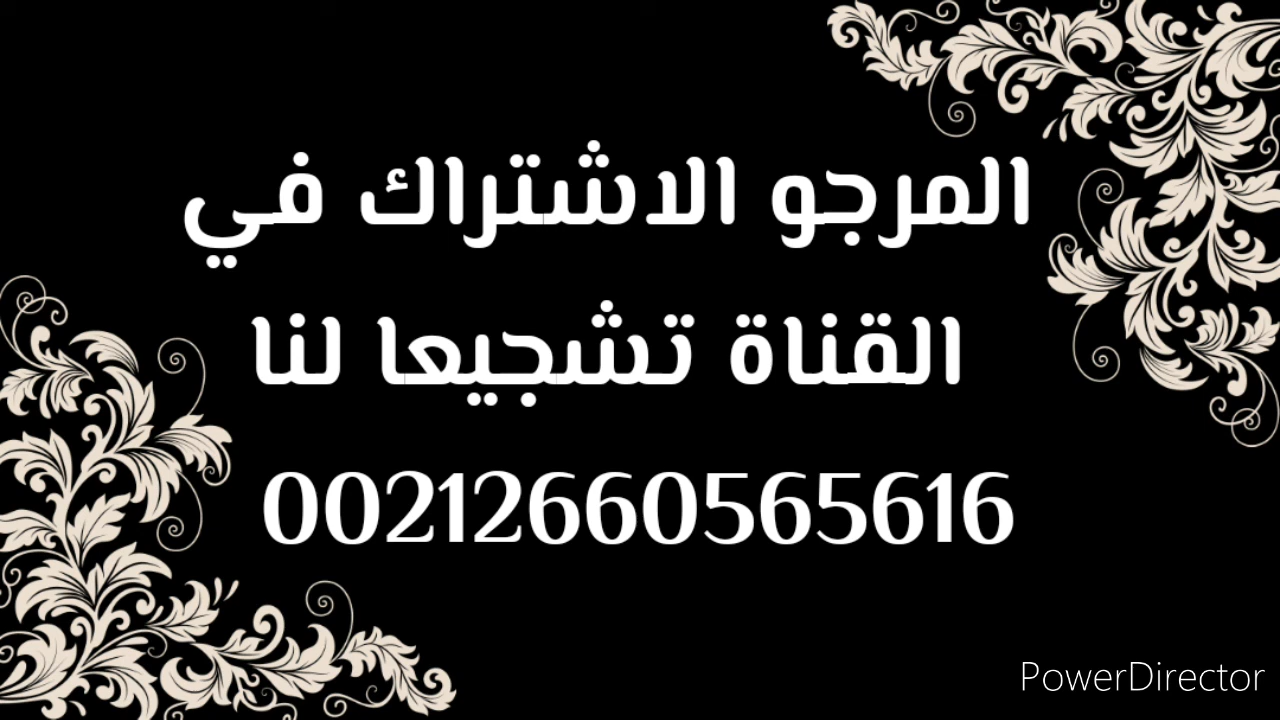 المرجو الاشتراك في
القناة تشجيعا لنا
00212660565616
PowerDirector